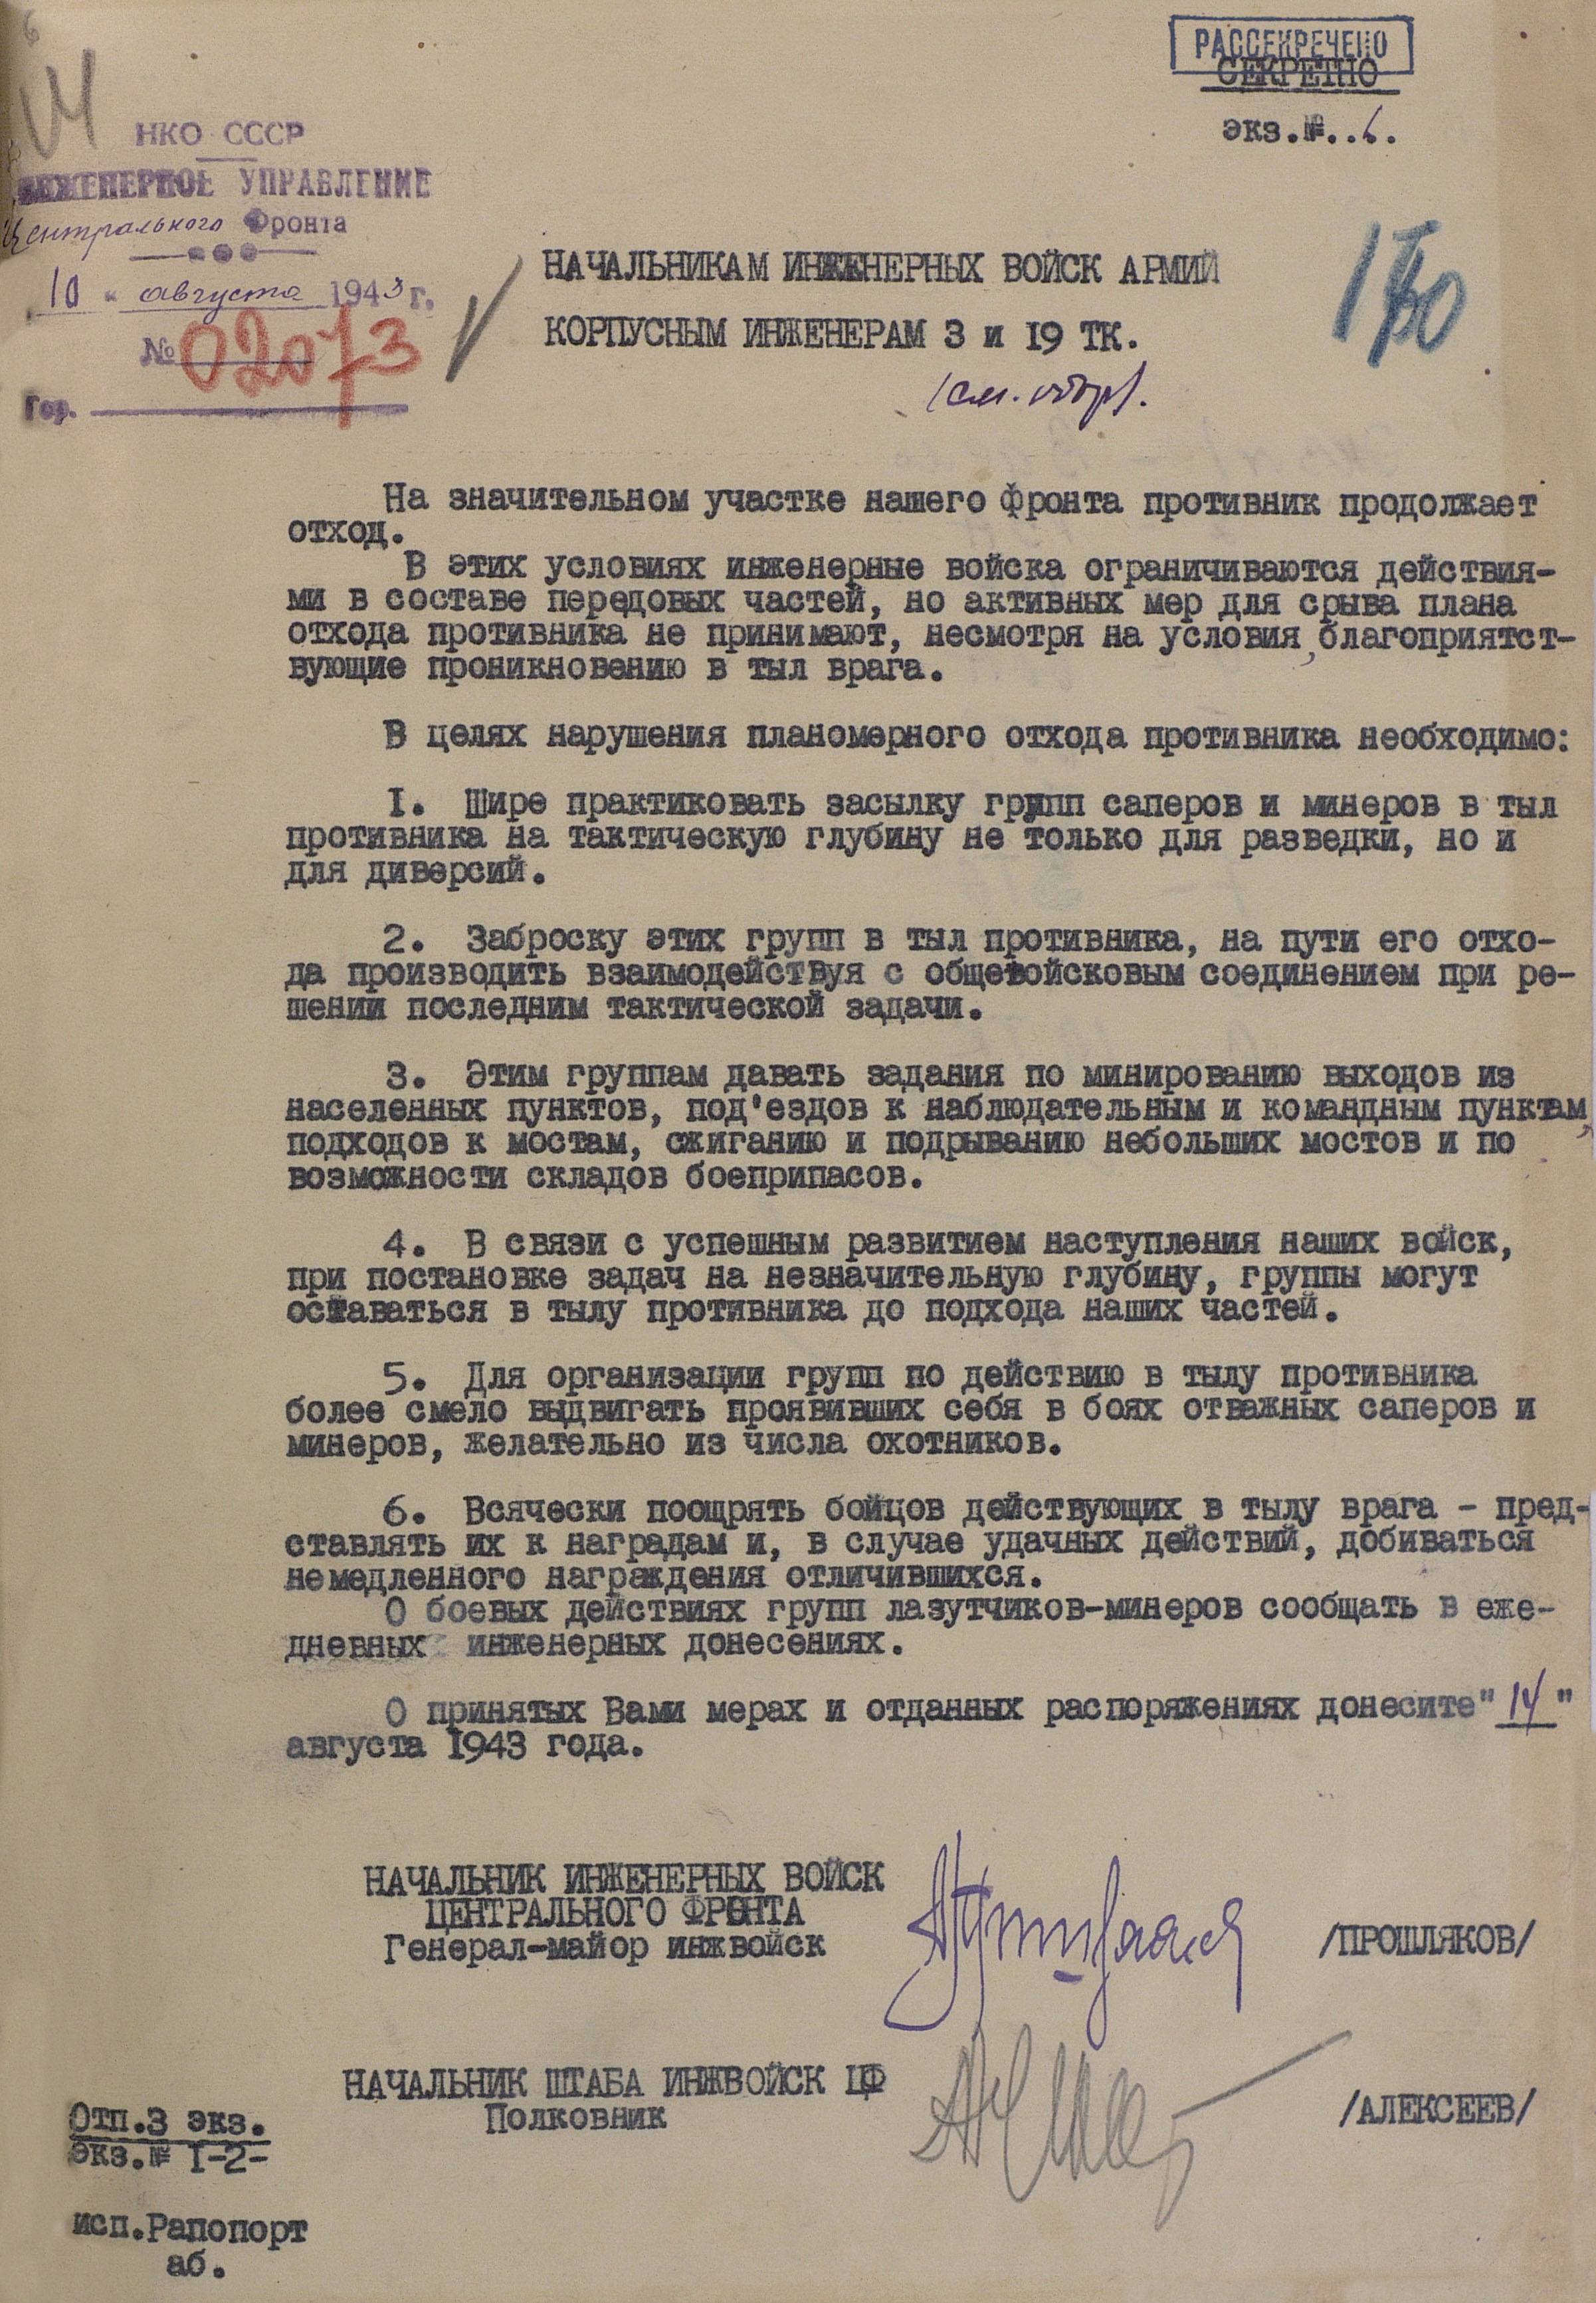 РАССЕКРЕЧЕНО
СЕКРЕТНО
экз.№..6.
НКО СССР
ИНЖЕНЕРНОЕ УПРАВЛЕНИЕ
Центрального Фронта
10 " августа 1943 г.
№ 02073
Гор.
НАЧАЛЬНИКАМ ИНЖЕНЕРНЫХ ВОЙСК АРМИЙ
КОРПУСНЫМ ИНЖЕНЕРАМ 3 и 19 ТК.
(см. обор).
На значительном участке нашего фронта противник продолжает
отход.
В этих условиях инженерные войска ограничиваются действия-
ми в составе передовых частей, но активных мер для срыва плана
отхода противника не принимают, несмотря на условия, благоприятст-
вующие проникновению в тыл врага.
В целях нарушения планомерного отхода противника необходимо:
1. Шире практиковать засылку групп саперов и минеров в тыл
противника на тактическую глубину не только для разведки, но и
для диверсий.
2. Заброску этих групп в тыл противника, на пути его отхо-
да производить взаимодействуя с общевойсковым соединением при ре-
шении последним тактической задачи.
3. Этим группам давать задания по минированию выходов из
населенных пунктов, под'ездов к наблюдательным и командным пунктам,
подходов к мостам, сжиганию и подрыванию небольших мостов и по
возможности складов боеприпасов.
4. В связи с успешным развитием наступления наших войск,
при постановке задач на незначительную глубину, группы могут
оставаться в тылу противника до подхода наших частей.
5. Для организации групп по действию в тылу противника
более смело выдвигать проявивших себя в боях отважных саперов и
минеров, желательно из числа охотников.
6. Всячески поощрять бойцов действующих в тылу врага - пред-
ставлять их к наградам и, в случае удачных действий, добиваться
немедленного награждения отличившихся.
О боевых действиях групп лазутчиков-минеров сообщать в еже-
дневных инженерных донесениях.
О принятых Вами мерах и отданных распоряжениях донесите "14"
августа 1943 года.
НАЧАЛЬНИК ИНЖЕНЕРНЫХ ВОЙСК
ЦЕНТРАЛЬНОГО ФРОНТА
Генерал-майор инжвойск
/ПРОШЛЯКОВ/
НАЧАЛЬНИК ШТАБА ИНЖВОЙСК ЦФ
Полковник
/АЛЕКСЕЕВ/
Отп.3 экз.
экз.№ 1-2-
исп.Рапопорт
аб.